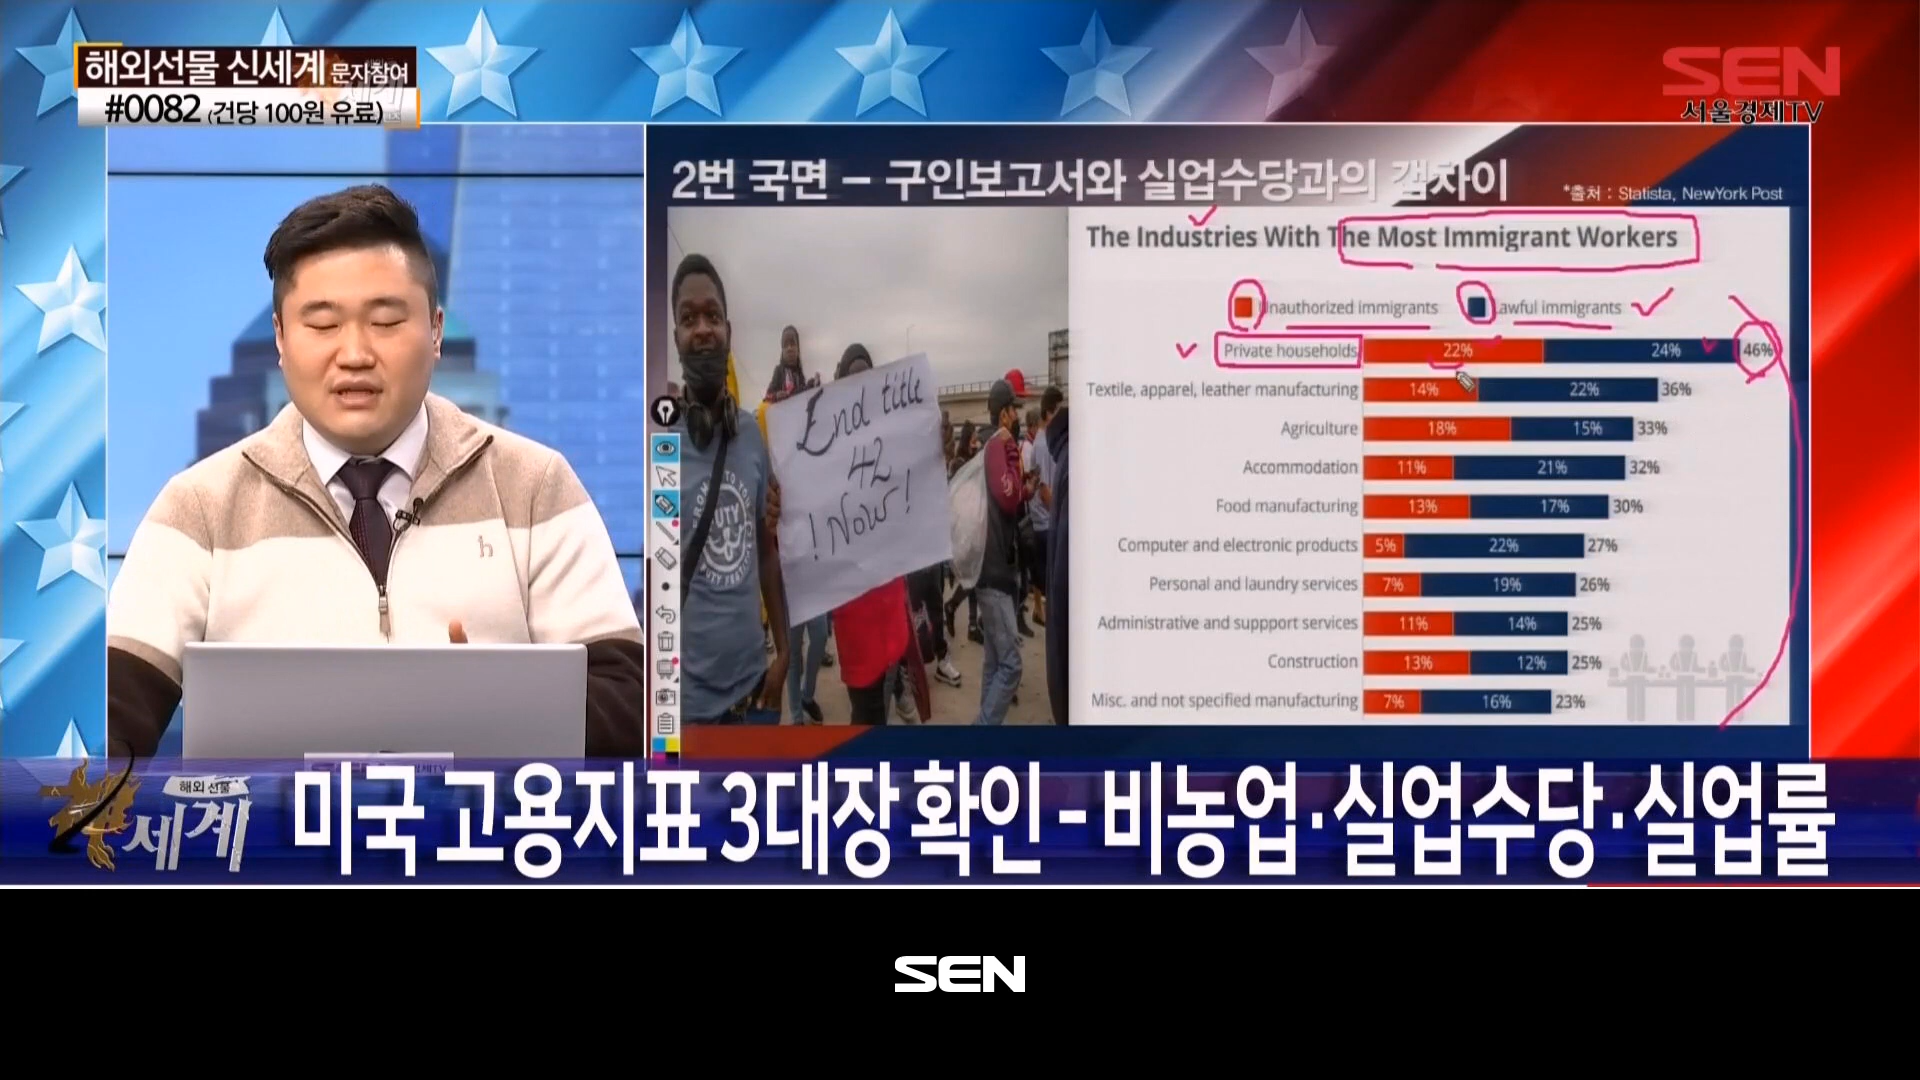 해외선물 신세계 문자참여
#0082 (건당 100원 유료)
SEN
서울경제TV
2번 국면 – 구인보고서와 실업수당과의 갭차이
*출처 : Statista, NewYork Post
The Industries With The Most Immigrant Workers
Unauthorized immigrants
Lawful immigrants
Private households 22% 24% 46%
Textile, apparel, leather manufacturing 14% 22% 36%
Agriculture 18% 15% 33%
Accommodation 11% 21% 32%
Food manufacturing 13% 17% 30%
Computer and electronic products 5% 22% 27%
Personal and laundry services 7% 19% 26%
Administrative and suppport services 11% 14% 25%
Construction 13% 12% 25%
Misc. and not specified manufacturing 7% 16% 23%
End title
42
! Now !
h
해외 선물
신세계
미국 고용지표 3대장 확인 - 비농업·실업수당·실업률
SEN